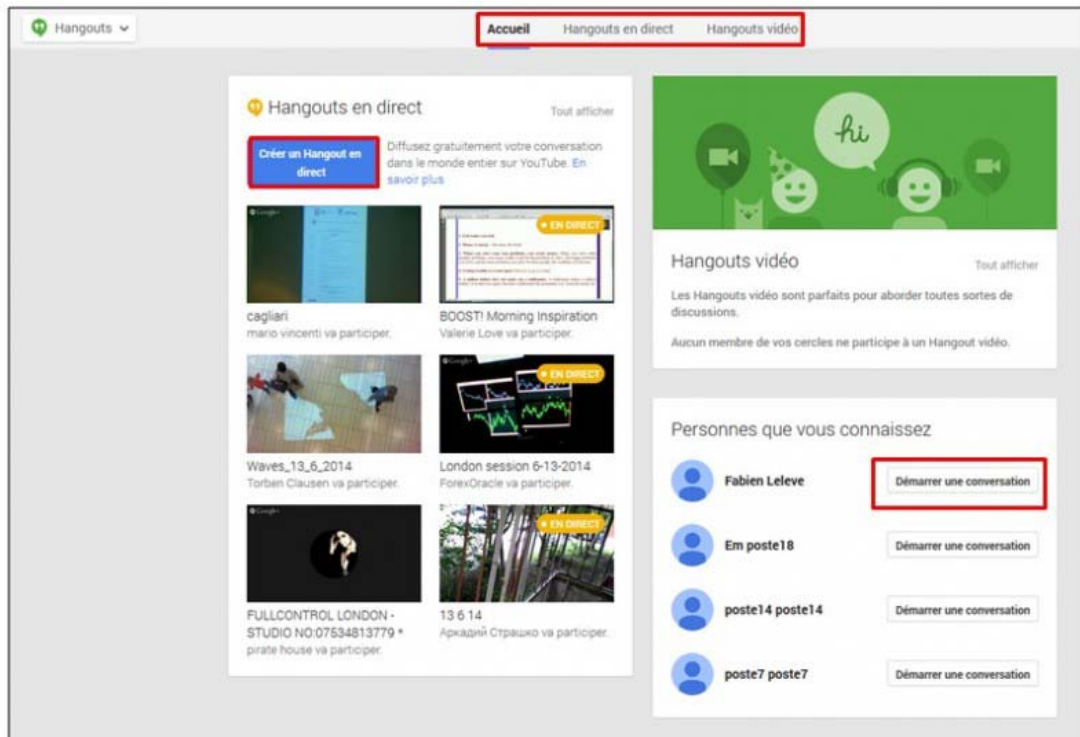 Hangouts
Accueil Hangouts en direct Hangouts vidéo
Hangouts en direct
Tout afficher
Créer un Hangout en
direct
Diffusez gratuitement votre conversation
dans le monde entier sur YouTube. En
savoir plus
Google+
EN DIRECT
cagliari
mario vincenti va participer.
BOOST! Morning Inspiration
Valerie Love va participer.
Google+
Google+
EN DIRECT
Waves_13_6_2014
Torben Clausen va participer.
London session 6-13-2014
ForexOracle va participer.
Google+
EN DIRECT
FULLCONTROL LONDON -
STUDIO NO:07534813779 *
pirate house va participer.
13 6 14
Аркадий Страшко va participer.
hi
Hangouts vidéo
Tout afficher
Les Hangouts vidéo sont parfaits pour aborder toutes sortes de
discussions.
Aucun membre de vos cercles ne participe à un Hangout vidéo.
Personnes que vous connaissez
Fabien Leleve
Démarrer une conversation
Em poste18
Démarrer une conversation
poste14 poste14
Démarrer une conversation
poste7 poste7
Démarrer une conversation